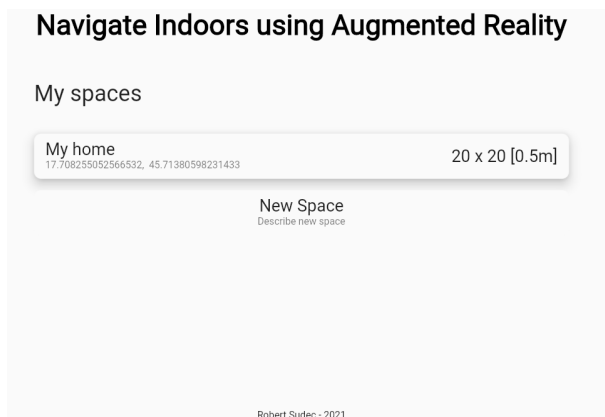 Navigate Indoors using Augmented Reality
My spaces
My home
17.708255052566532, 45.71380598231433
20 x 20 [0.5m]
New Space
Describe new space
Robert Sudec - 2021